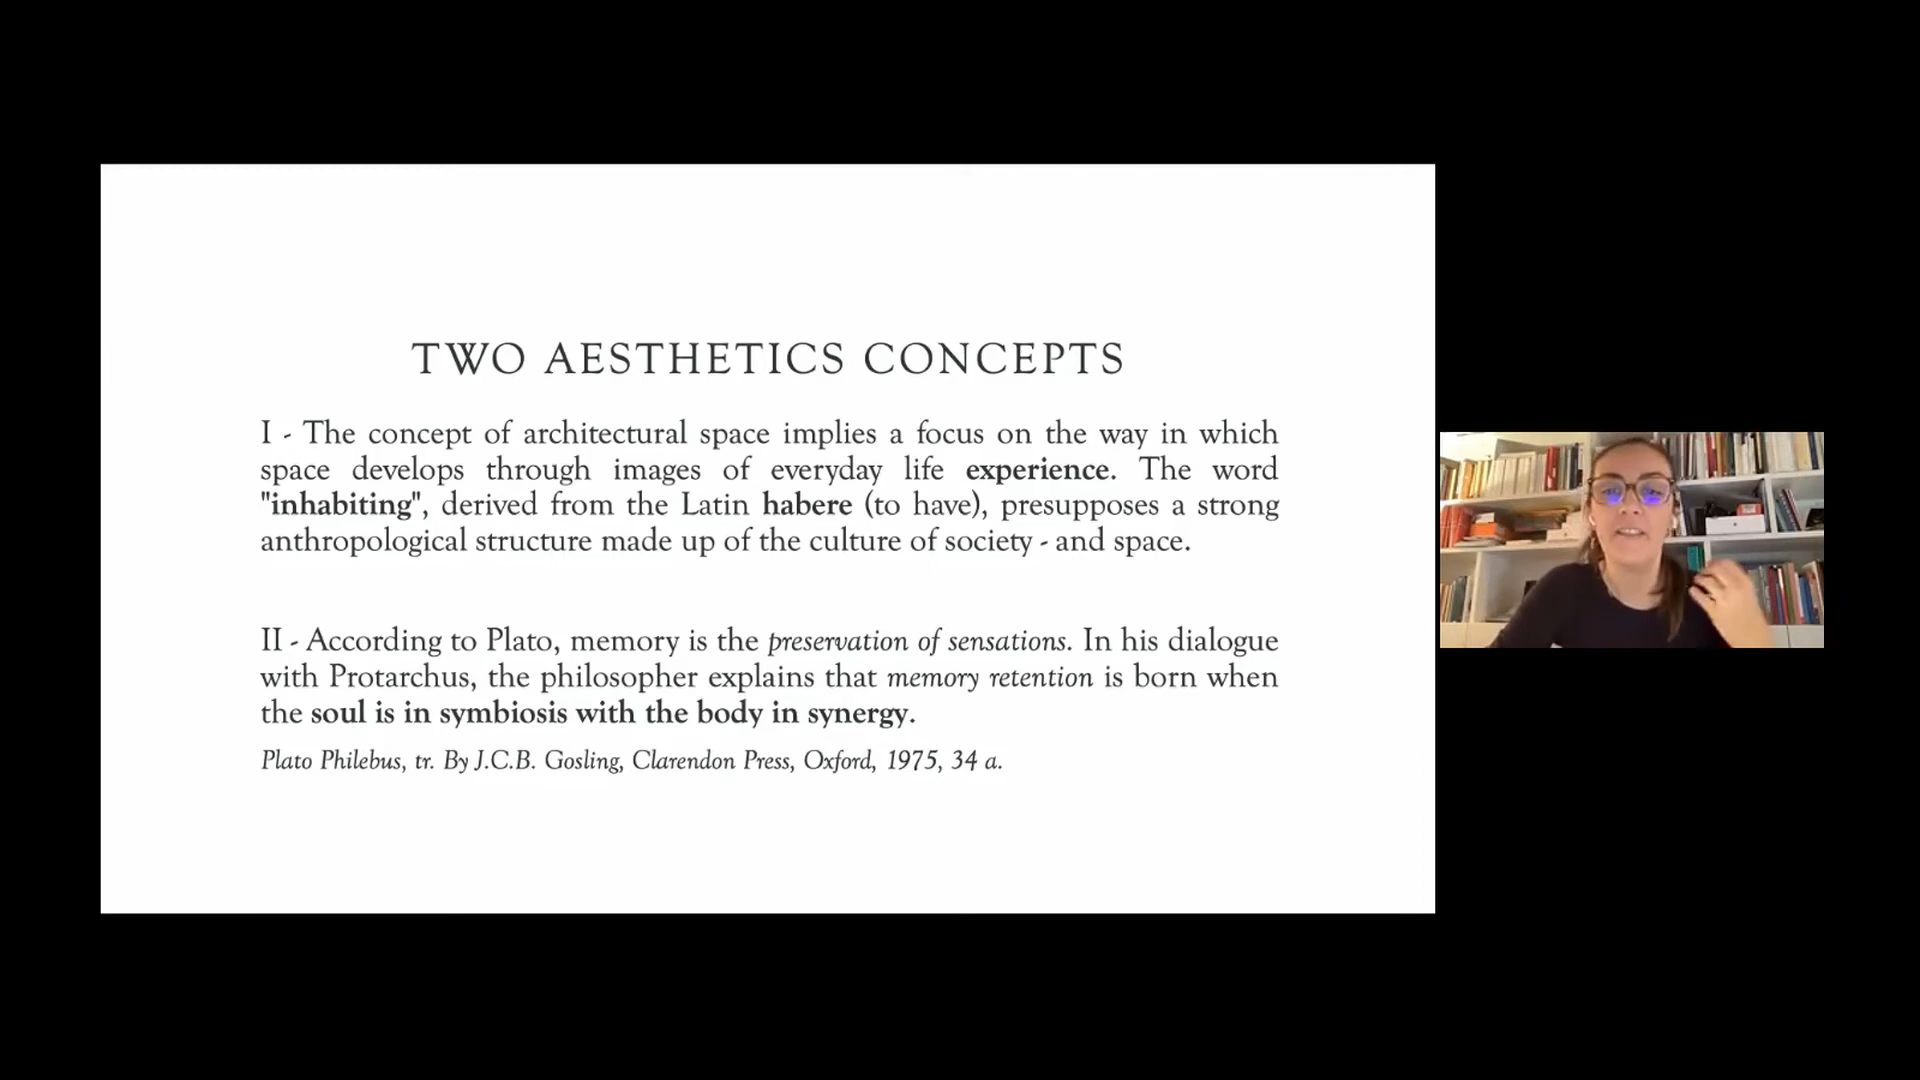 TWO AESTHETICS CONCEPTS
I - The concept of architectural space implies a focus on the way in which
space develops through images of everyday life experience. The word
"inhabiting", derived from the Latin habere (to have), presupposes a strong
anthropological structure made up of the culture of society - and space.
II - According to Plato, memory is the preservation of sensations. In his dialogue
with Protarchus, the philosopher explains that memory retention is born when
the soul is in symbiosis with the body in synergy.
Plato Philebus, tr. By J.C.B. Gosling, Clarendon Press, Oxford, 1975, 34 a.